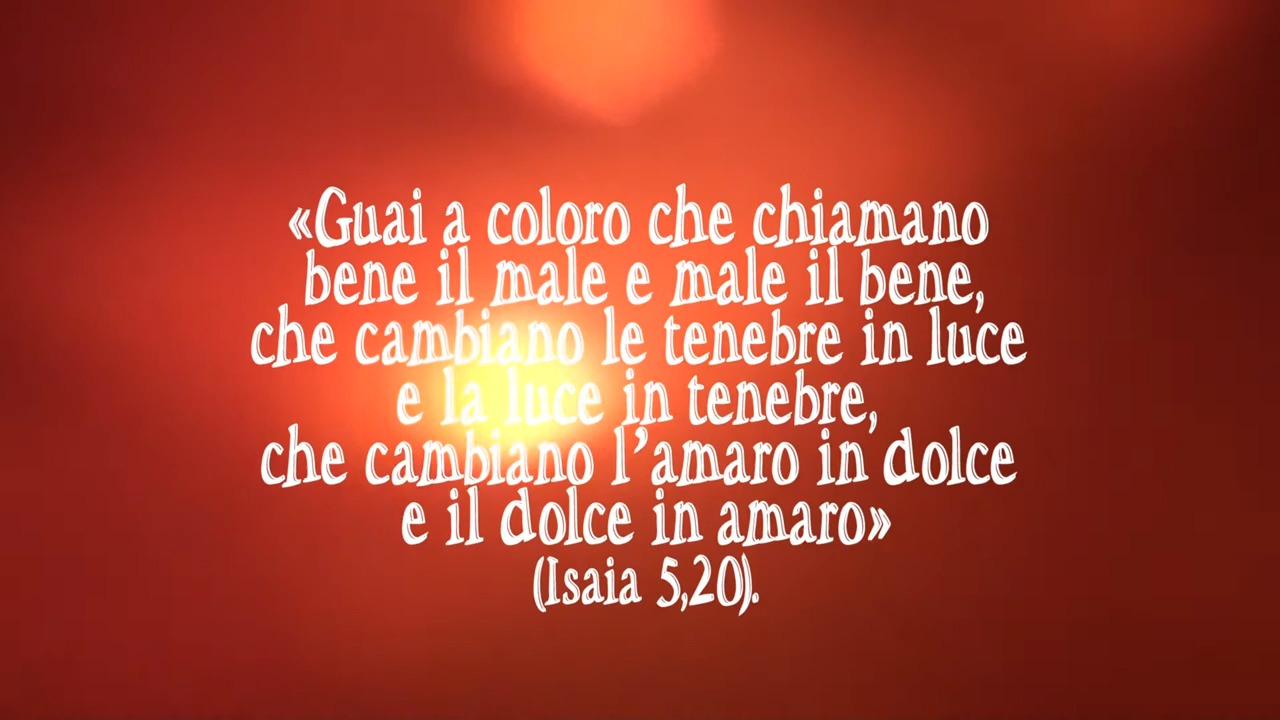 «Guai a coloro che chiamano
bene il male e male il bene,
che cambiano le tenebre in luce
e la luce in tenebre,
che cambiano l’amaro in dolce
e il dolce in amaro»
(Isaia 5,20).